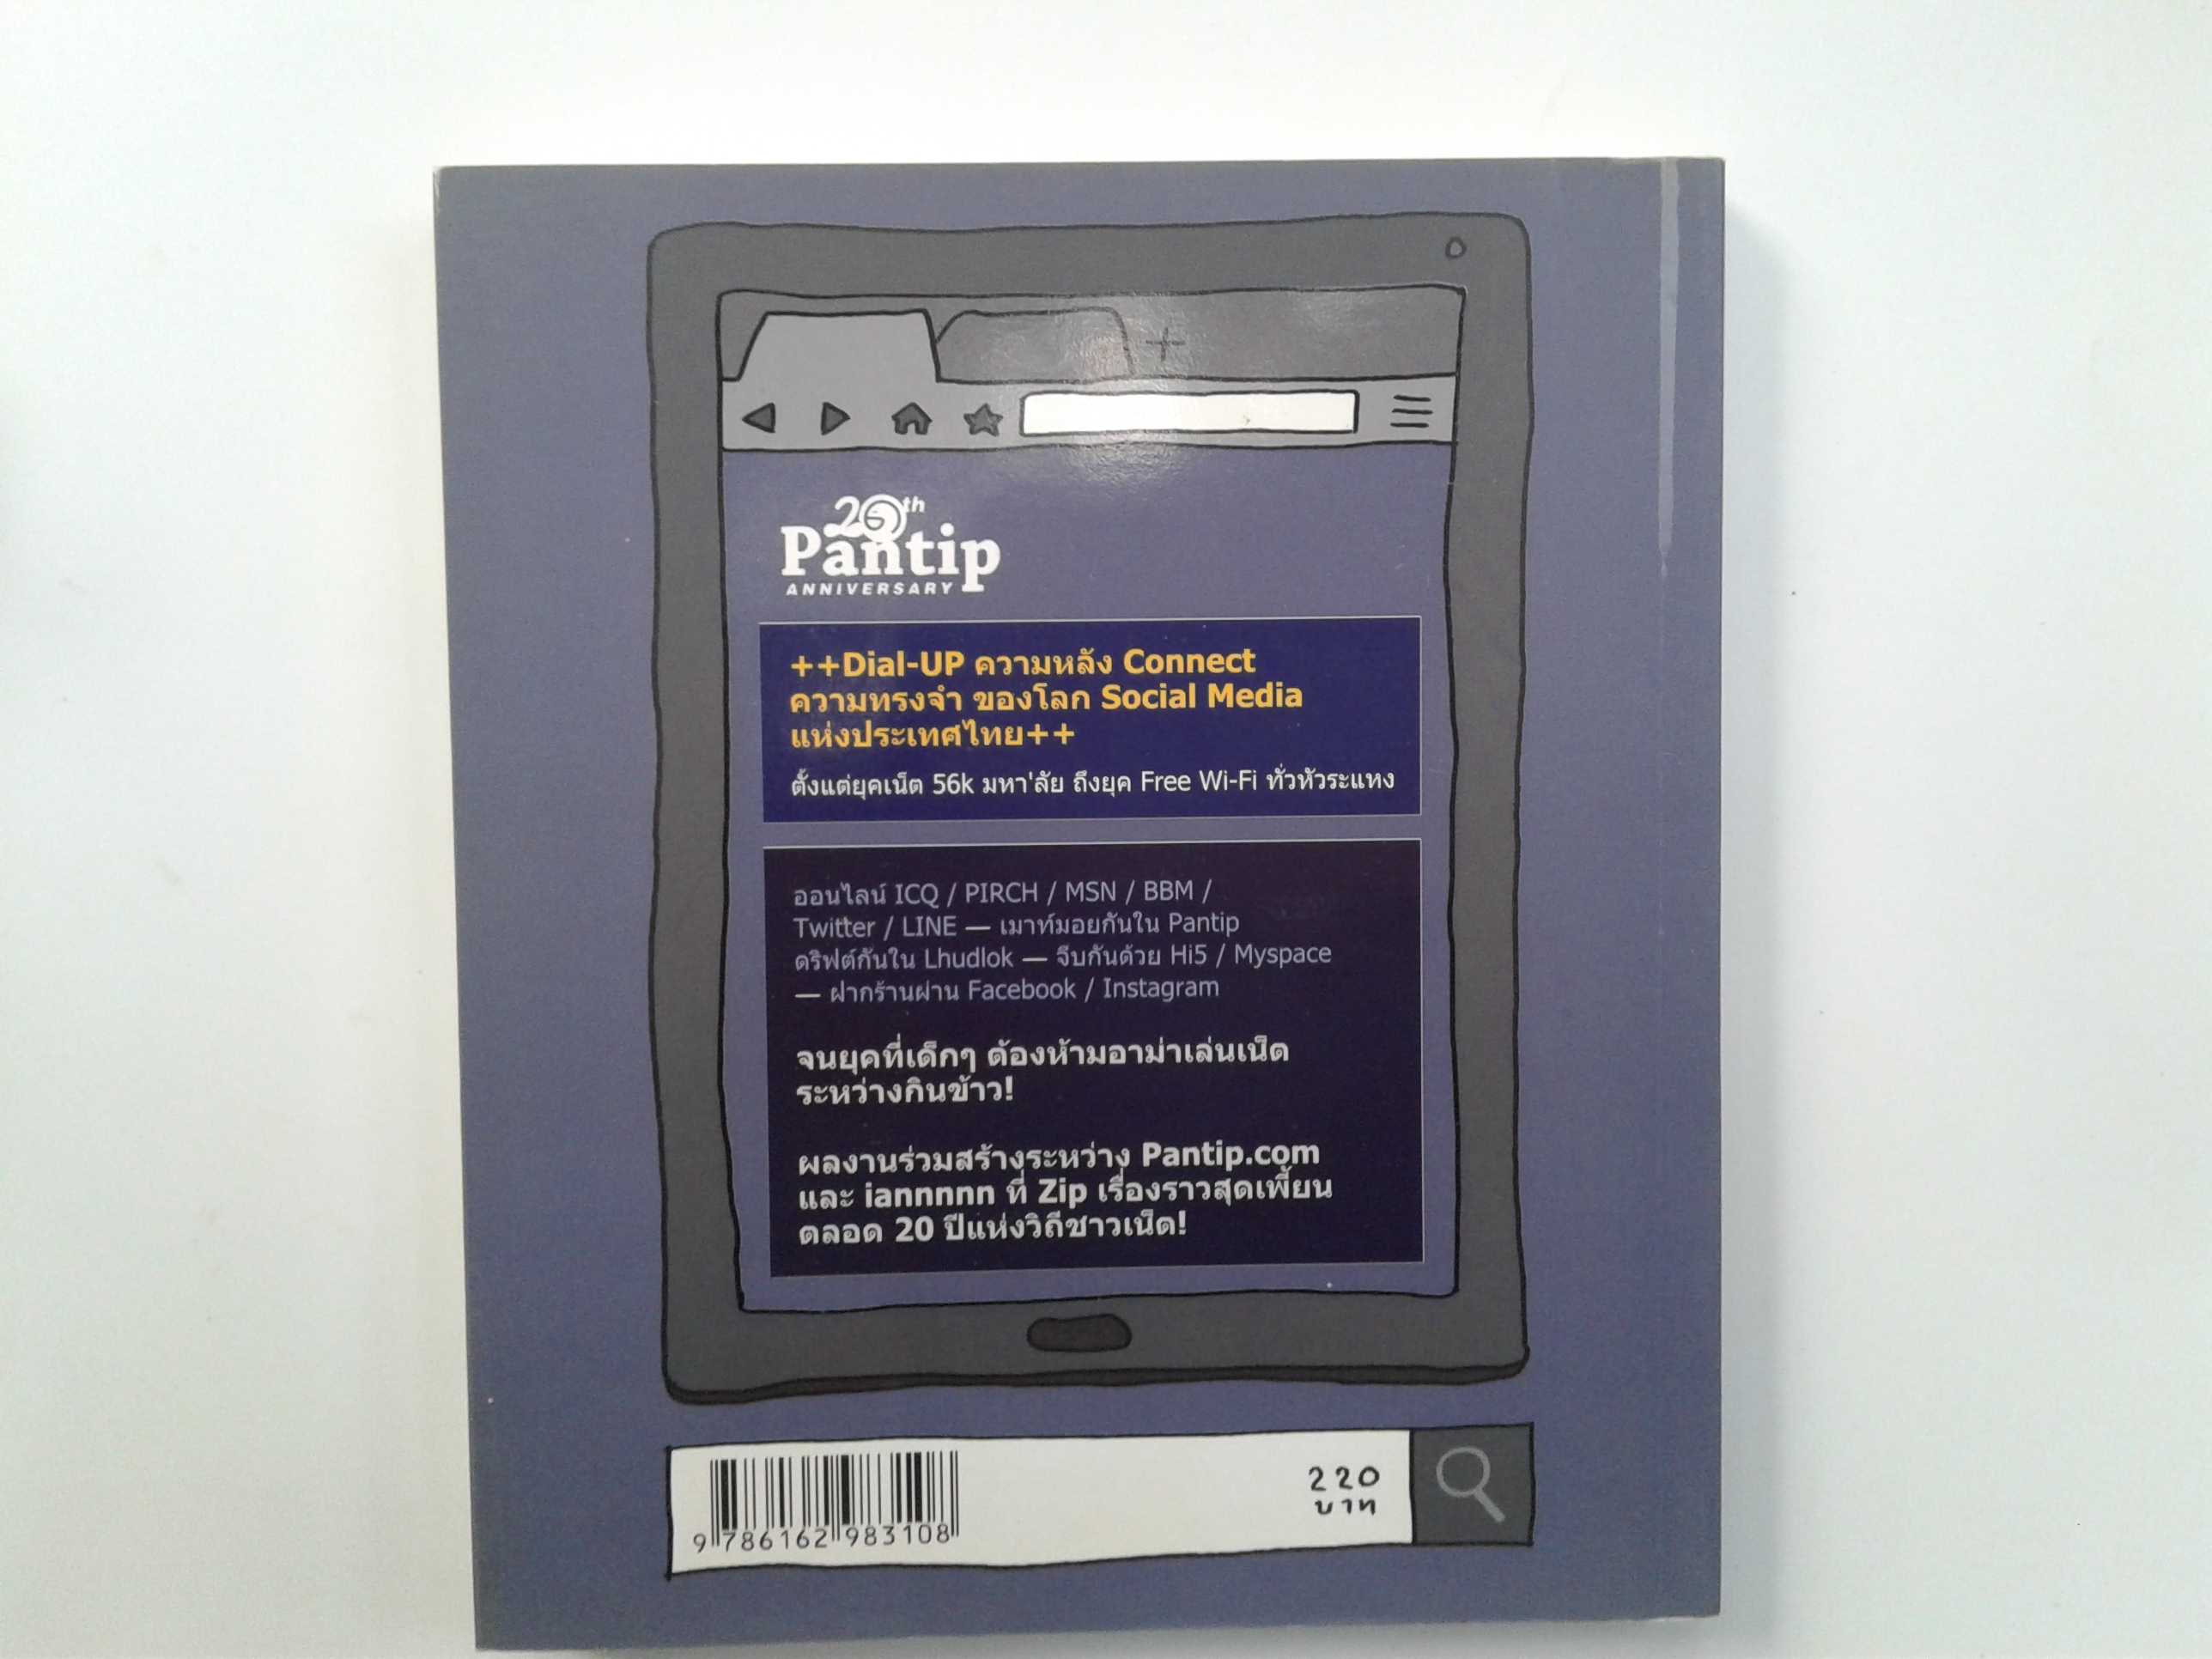 20th
Pantip
ANNIVERSARY
++Dial-UP ความหลัง Connect
ความทรงจำ ของโลก Social Media
แห่งประเทศไทย++
ตั้งแต่ยุคเน็ต 56k มหา'ลัย ถึงยุค Free Wi-Fi ทั่วหัวระแหง
ออนไลน์ ICQ / PIRCH / MSN / BBM /
Twitter / LINE — เมาท์มอยกันใน Pantip
ดริฟต์กันใน Lhudlok — จีบกันด้วย Hi5 / Myspace
— ฝากร้านผ่าน Facebook / Instagram
จนยุคที่เด็กๆ ต้องห้ามอาม่าเล่นเน็ต
ระหว่างกินข้าว!
ผลงานร่วมสร้างระหว่าง Pantip.com
และ iannnnn ที่ Zip เรื่องราวสุดเพี้ยน
ตลอด 20 ปีแห่งวิถีชาวเน็ต!
220
บาท
9 786162 983108